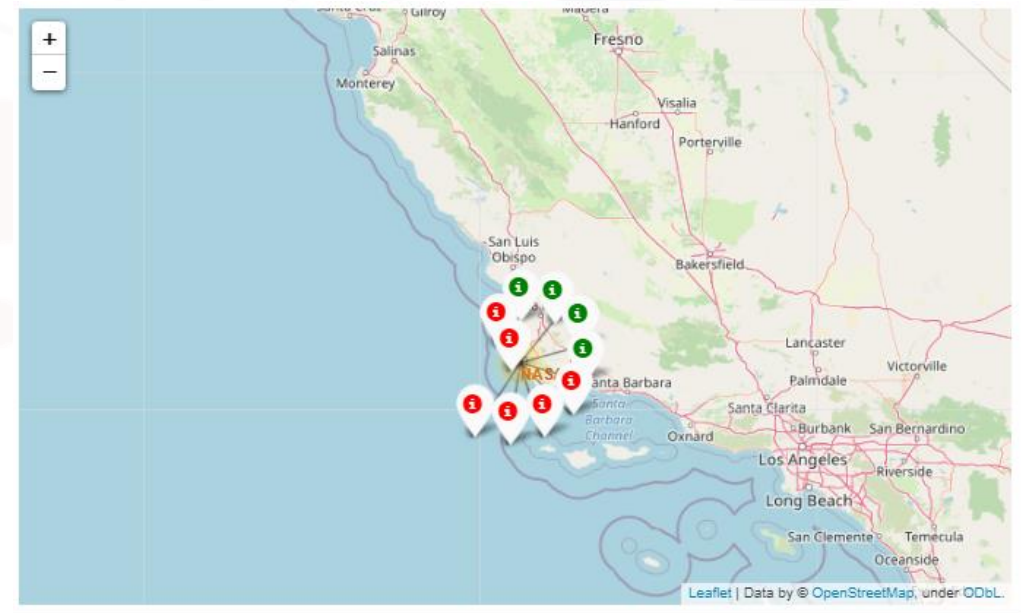 Santa Cruz
Gilroy
Madera
+
−
Salinas
Monterey
Fresno
Visalia
Hanford
Porterville
San Luis
Obispo
Bakersfield
i
i
i
i
i
i
i
i
i
i
NAS
anta Barbara
Santa
Barbara
Channel
Oxnard
Lancaster
Palmdale
Victorville
Santa Clarita
Burbank
San Bernardino
Los Angeles
Riverside
Long Beach
San Clemente
Temecula
Oceanside
Leaflet | Data by © OpenStreetMap, under ODbL.